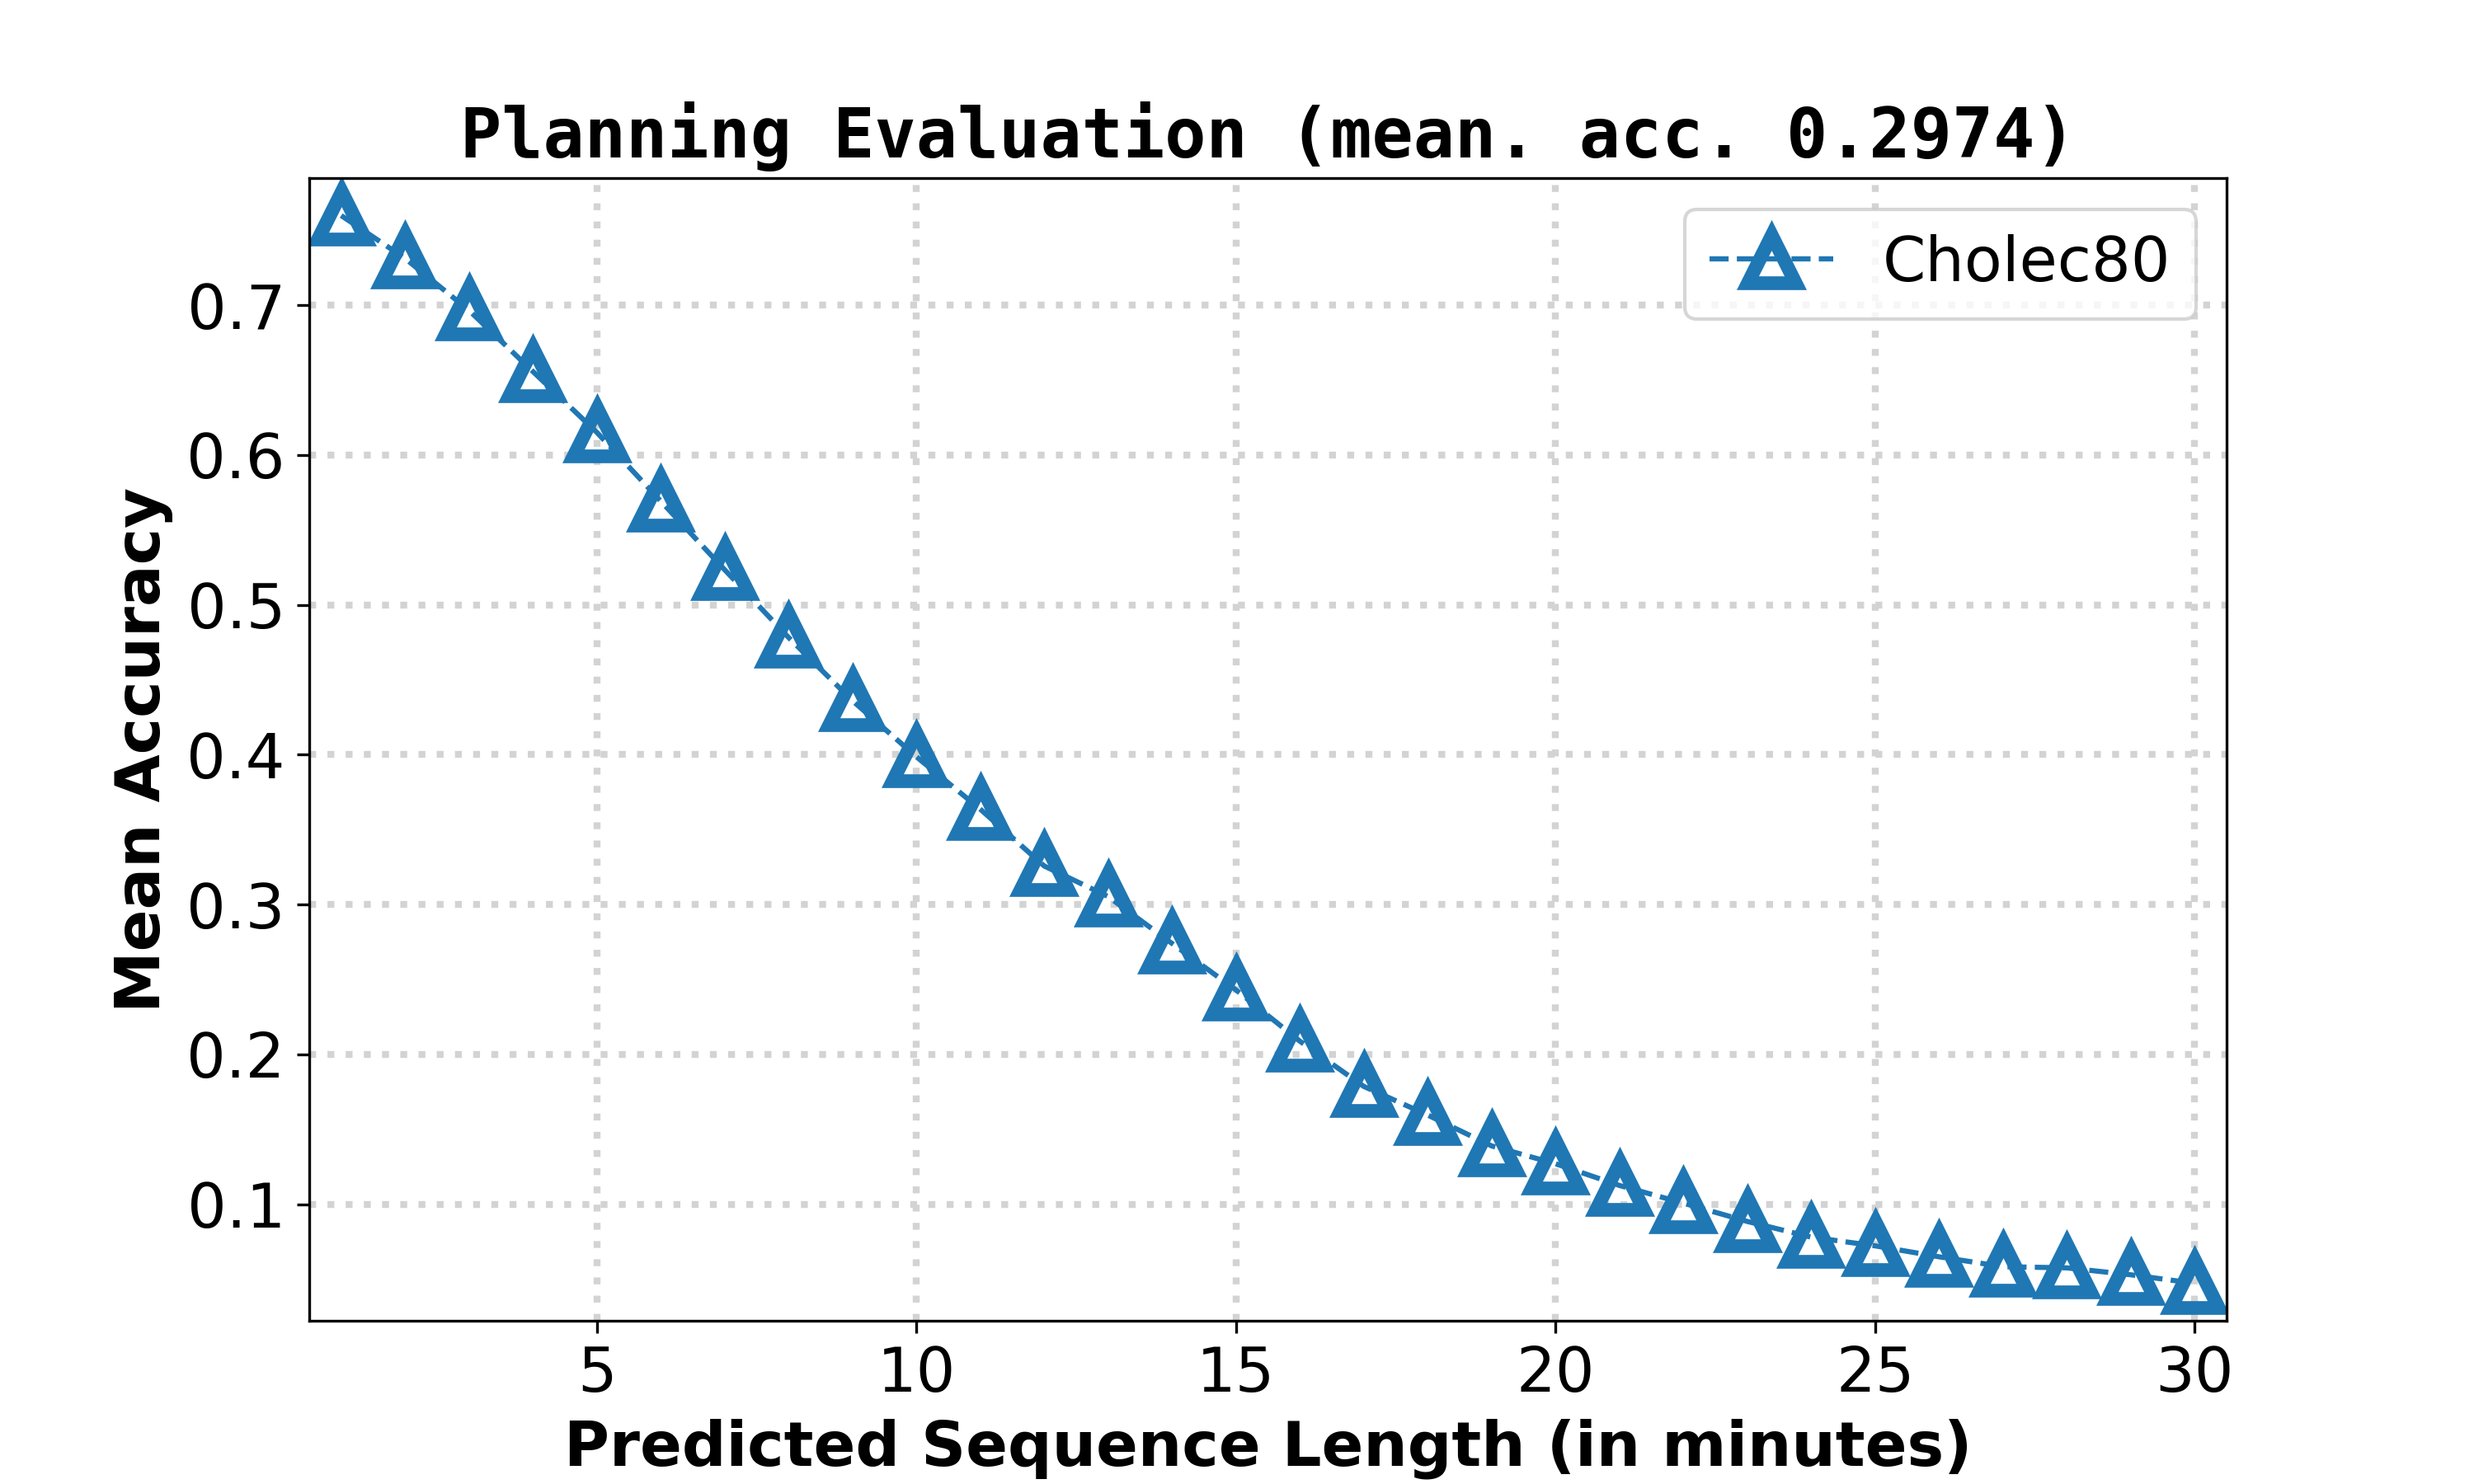 Planning Evaluation (mean. acc. 0.2974)
Cholec80
0.7
0.6
0.5
0.4
0.3
0.2
0.1
Mean Accuracy
5 10 15 20 25 30
Predicted Sequence Length (in minutes)